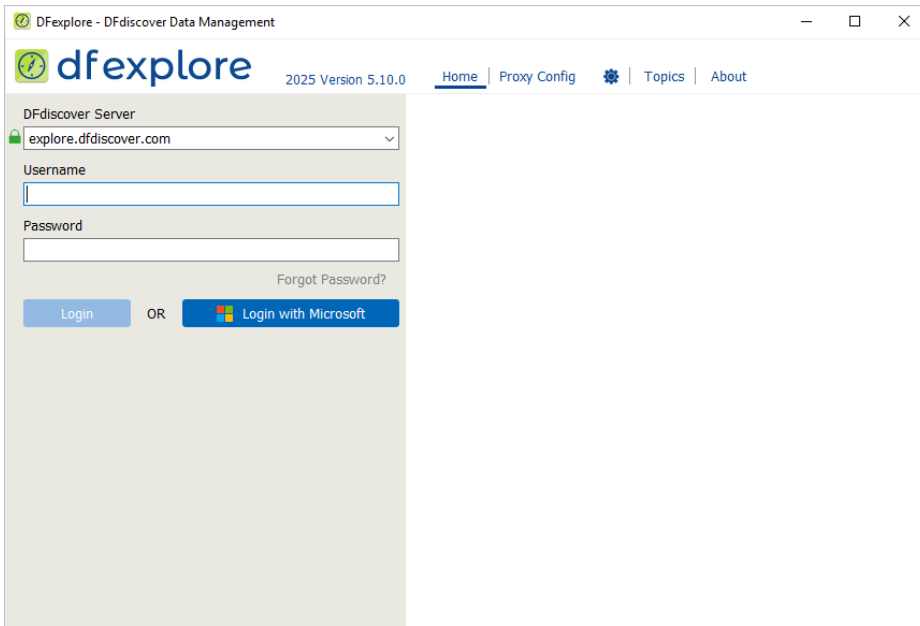 DFexplore - DFdiscover Data Management
dfexplore
2025 Version 5.10.0
Home
Proxy Config
Topics
About
DFdiscover Server
explore.dfdiscover.com
Username
Password
Forgot Password?
Login
OR
Login with Microsoft